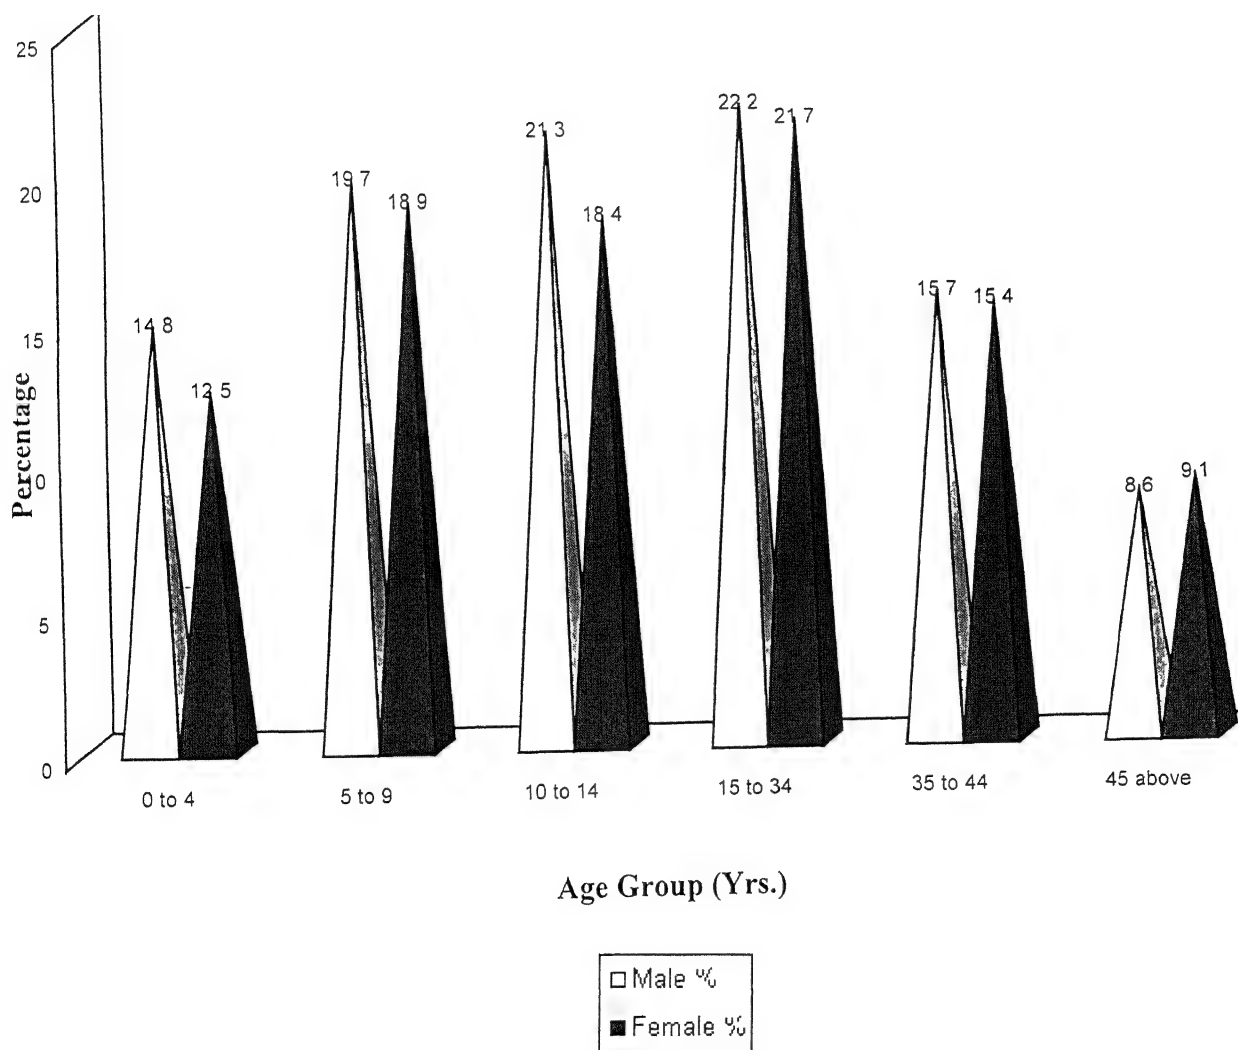 25
20
15
10
5
0
Percentage
14.8
12.5
19.7
18.9
21.3
18.4
22.2
21.7
15.7
15.4
8.6
9.1
0 to 4
5 to 9
10 to 14
15 to 34
35 to 44
45 above
Age Group (Yrs.)
Male %
Female %